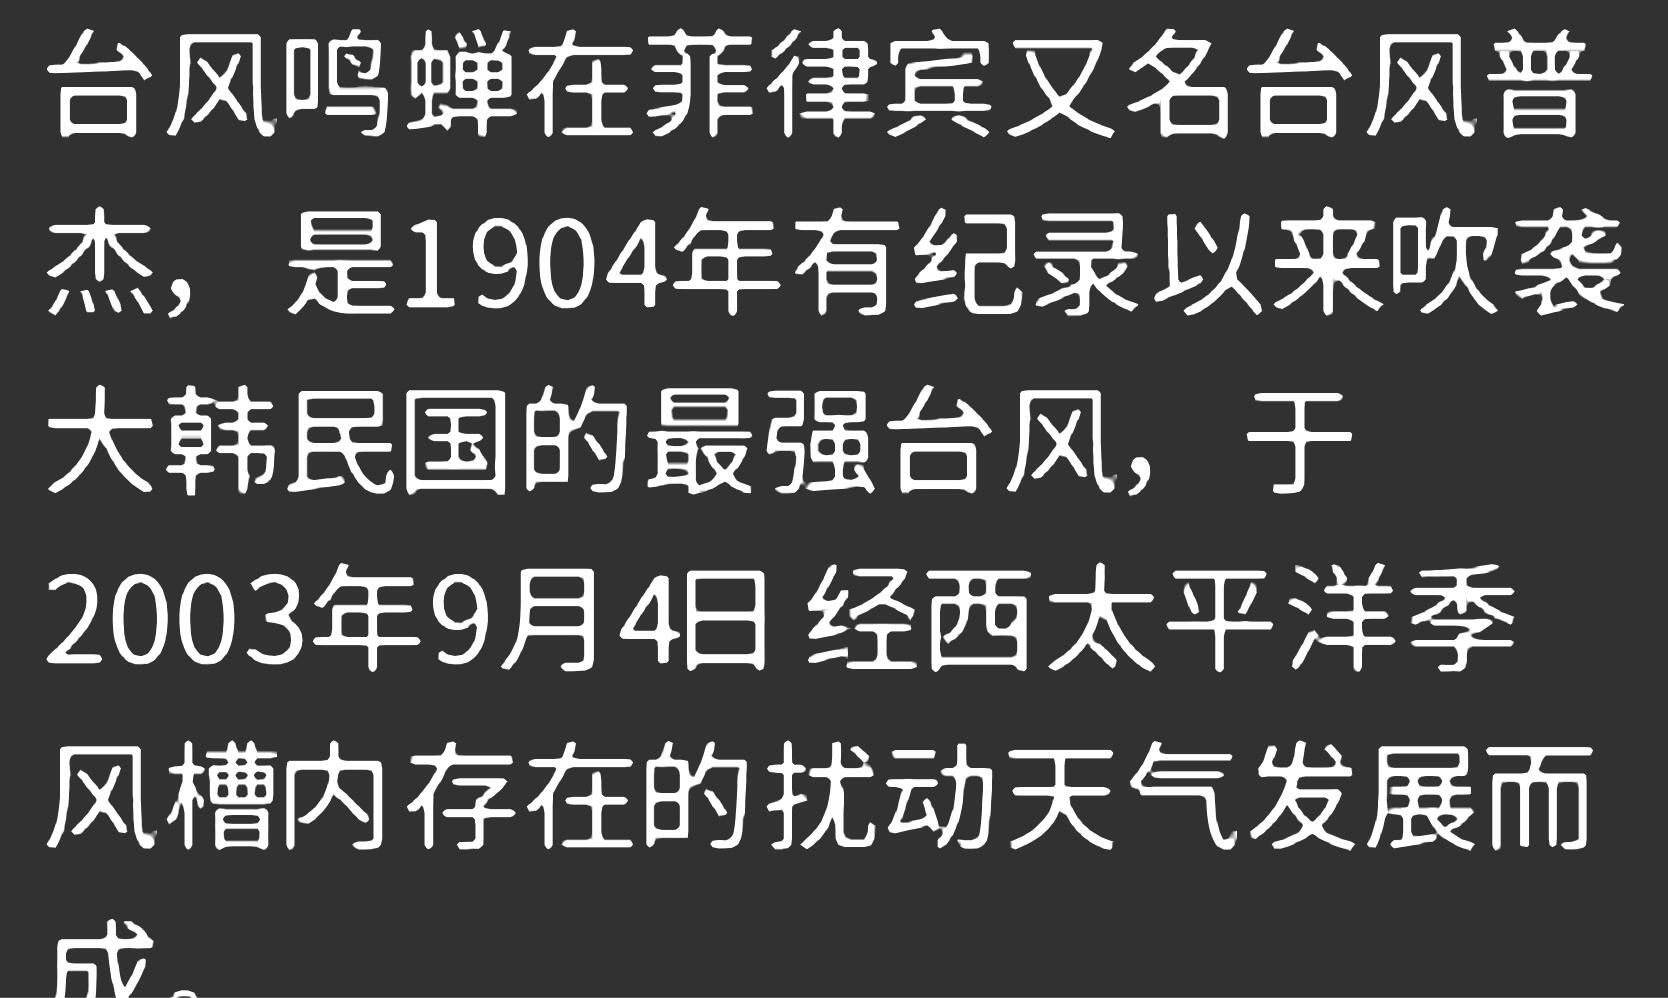 台风鸣蝉在菲律宾又名台风普
杰，是1904年有纪录以来吹袭
大韩民国的最强台风，于
2003年9月4日 经西太平洋季
风槽内存在的扰动天气发展而
成。